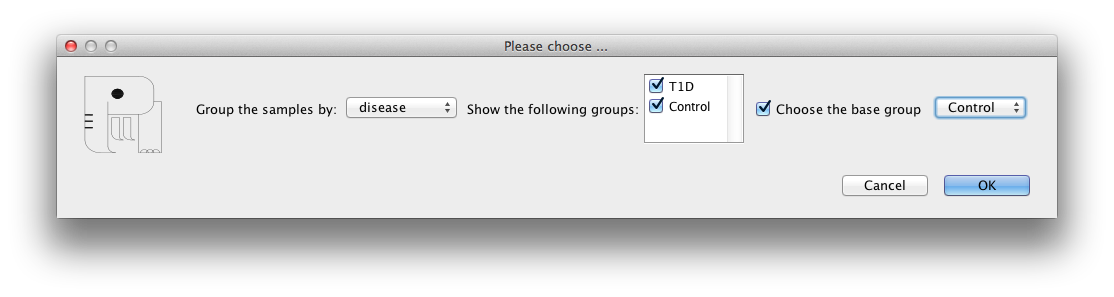 Please choose ...
Group the samples by: disease Show the following groups: T1D
Control
Choose the base group Control
Cancel OK